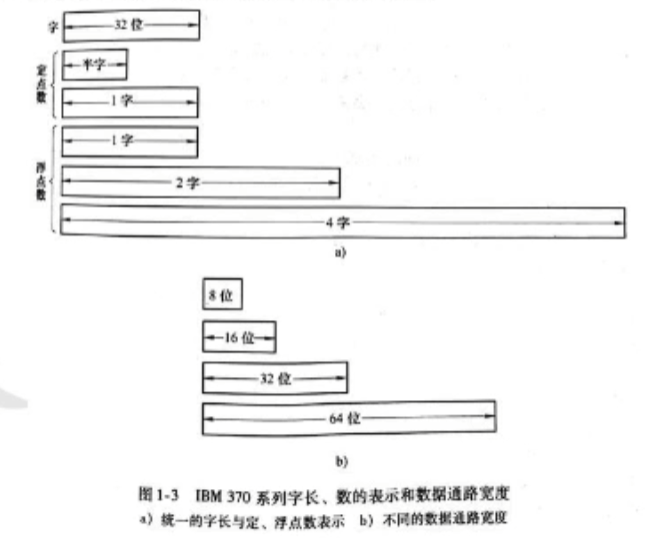 字 32 位
定点数
半字
1 字
浮点数
1 字
2 字
4 字
a)
8 位
16 位
32 位
64 位
b)
图 1-3 IBM 370 系列字长、数的表示和数据通路宽度
a) 统一的字长与定、浮点数表示 b) 不同的数据通路宽度